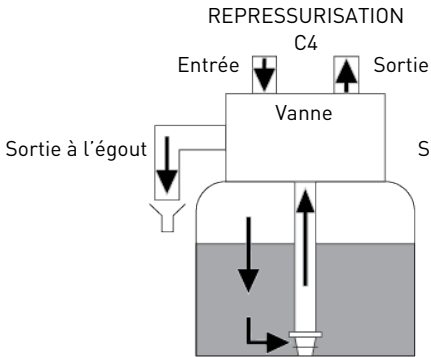 REPRESSURISATION
C4
Entrée
Sortie
Vanne
Sortie à l'égout
S